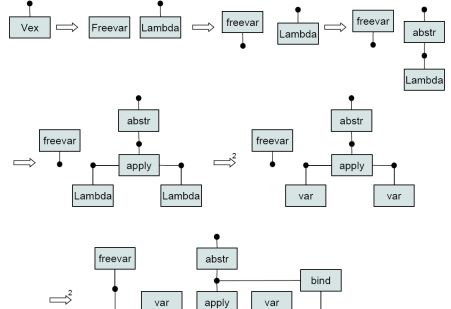 Vex Freevar Lambda freevar Lambda freevar abstr
Lambda
abstr abstr
freevar apply 2 freevar apply
Lambda Lambda var var
freevar abstr
bind
2 var apply var